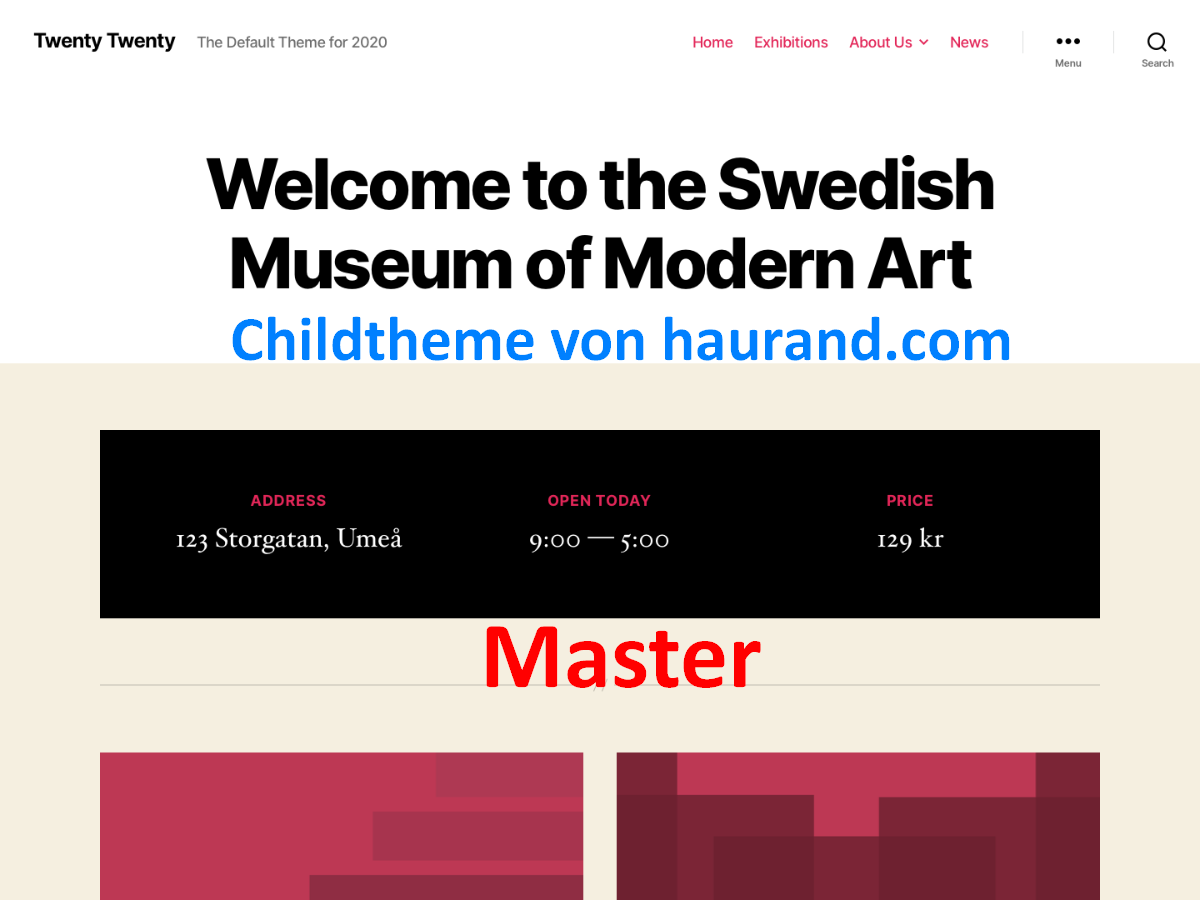 Twenty Twenty
The Default Theme for 2020
Home
Exhibitions
About Us
News
Menu
Search
Welcome to the Swedish
Museum of Modern Art
Childtheme von haurand.com
ADDRESS
123 Storgatan, Umeå
OPEN TODAY
9:00 — 5:00
PRICE
129 kr
Master